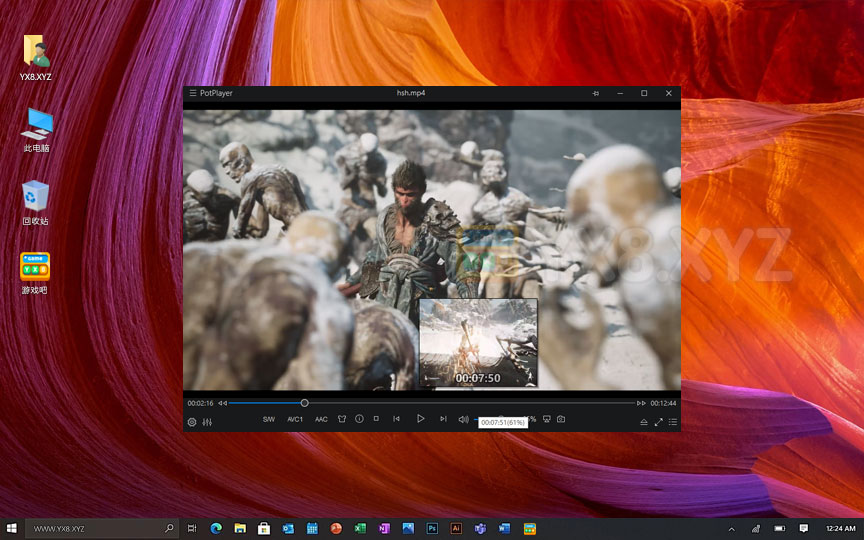 YX8.XYZ
此电脑
回收站
game
Y X 8
游戏吧
PotPlayer
hsh.mp4
YX8.XYZ
00:07:50
00:02:16
00:12:44
S/W
AVC1
AAC
00:07:51(61%)
WWW.YX8.XYZ
12:24 AM